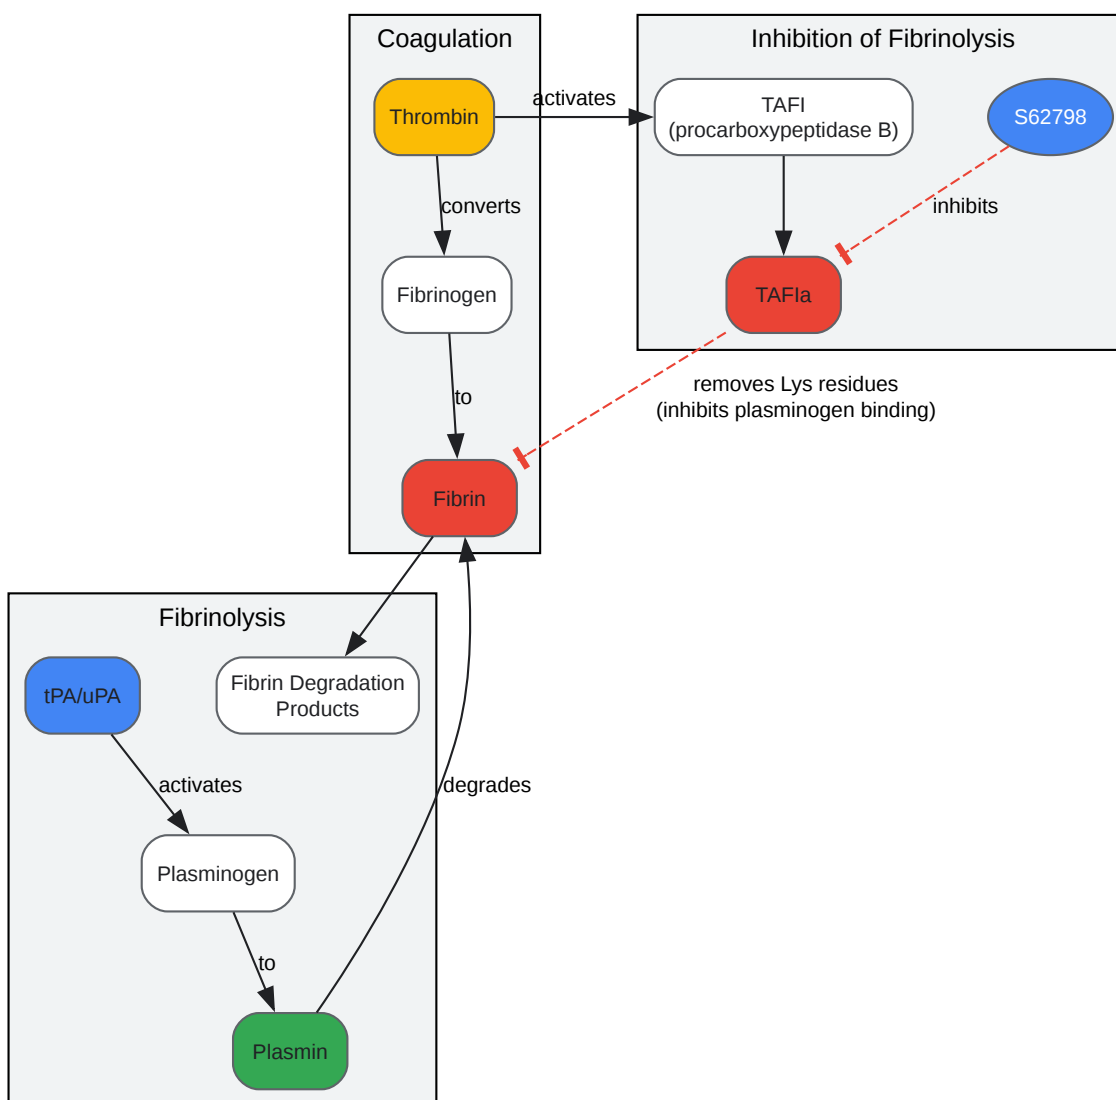 Coagulation
Thrombin
converts
Fibrinogen
to
Fibrin
activates
Inhibition of Fibrinolysis
TAFI
(procarboxypeptidase B)
S62798
inhibits
TAFIa
removes Lys residues
(inhibits plasminogen binding)
Fibrinolysis
tPA/uPA
Fibrin Degradation
Products
activates
degrades
Plasminogen
to
Plasmin